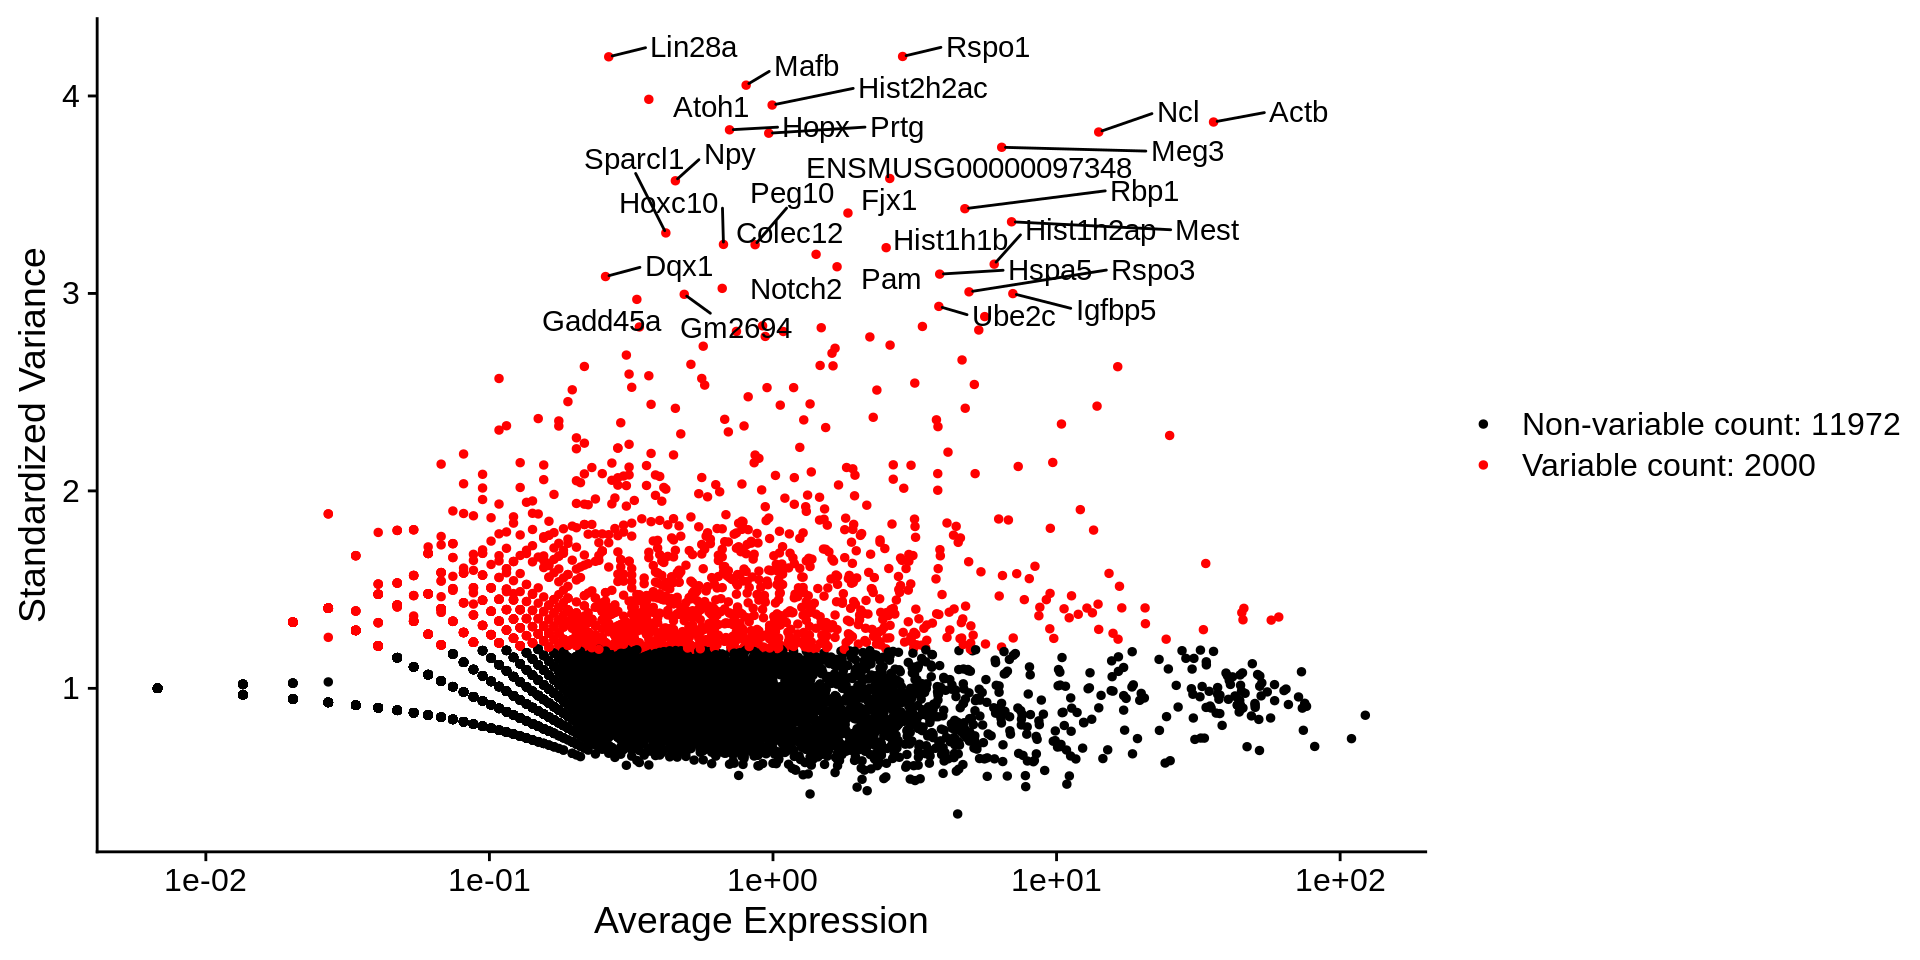 Lin28a
Rspo1
Mafb
Hist2h2ac
Atoh1
Ncl
Actb
Hopx
Prtg
Meg3
Sparcl1
Npy
ENSMUSG00000097348
Peg10
Fjx1
Rbp1
Hoxc10
Colec12
Hist1h1b
Hist1h2ap
Mest
Dqx1
Notch2
Pam
Hspa5
Rspo3
Gadd45a
Gm2694
Ube2c
Igfbp5
4
3
2
1
Standardized Variance
1e-02
1e-01
1e+00
1e+01
1e+02
Average Expression
Non-variable count: 11972
Variable count: 2000